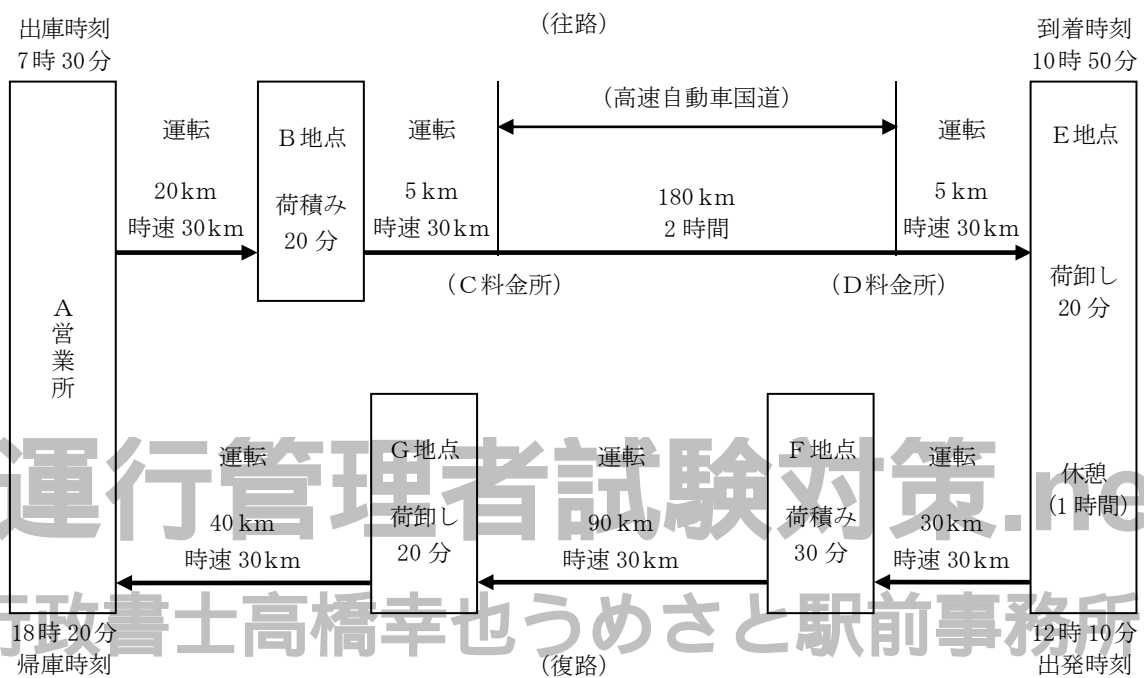 出庫時刻
7時30分
(往路)
到着時刻
10時50分
A営業所
運転
20km
時速30km
B地点
荷積み
20分
運転
5km
時速30km
(高速自動車国道)
180km
2時間
(C料金所)
(D料金所)
運転
5km
時速30km
E地点
荷卸し
20分
休憩
(1時間)
運転
30km
時速30km
F地点
荷積み
30分
運転
90km
時速30km
G地点
荷卸し
20分
運転
40km
時速30km
18時20分
帰庫時刻
(復路)
12時10分
出発時刻
運行管理者試験対策.ne
行政書士高橋幸也うめさと駅前事務所